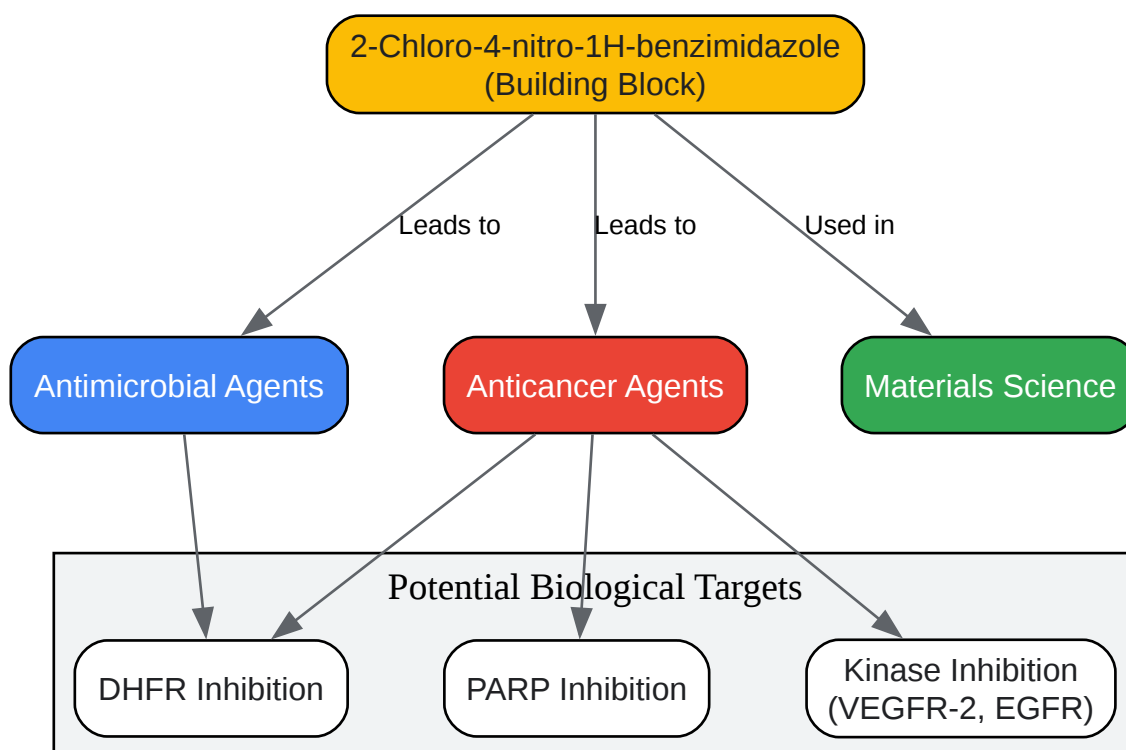 2-Chloro-4-nitro-1H-benzimidazole
(Building Block)
Leads to
Leads to
Used in
Antimicrobial Agents
Anticancer Agents
Materials Science
Potential Biological Targets
DHFR Inhibition
PARP Inhibition
Kinase Inhibition
(VEGFR-2, EGFR)